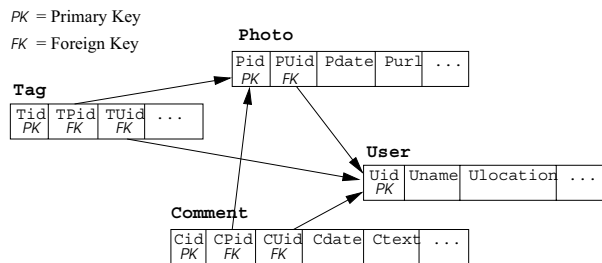 PK = Primary Key
FK = Foreign Key
Photo
Pid PUid Pdate Purl ...
PK FK
Tag
Tid TPid TUid ...
PK FK FK
User
Uid Uname Ulocation ...
PK
Comment
Cid CPid CUid Cdate Ctext ...
PK FK FK